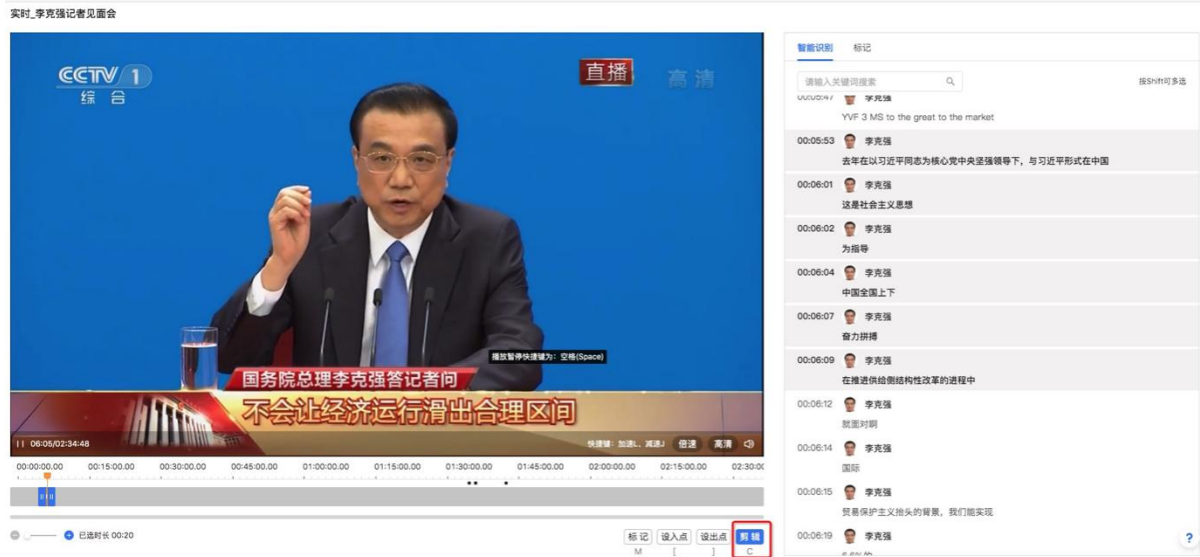 实时_李克强记者见面会
CCTV 1
综合
直播
高清
播放暂停快捷键为：空格(Space)
国务院总理李克强答记者问
不会让经济运行滑出合理区间
06:05/02:34:48
快捷键：加速L、减速J 倍速 高清
00:00:00.00 00:15:00.00 00:30:00.00 00:45:00.00 01:00:00.00 01:15:00.00 01:30:00.00 01:45:00.00 02:00:00.00 02:15:00.00 02:30:0
已选时长 00:20
标记 设入点 设出点 剪辑
M [ ] C
智能识别 标记
请输入关键词搜索 按Shift可多选
00:05:47 李克强
YVF 3 MS to the great to the market
00:05:53 李克强
去年在以习近平同志为核心党中央坚强领导下，与习近平形式在中国
00:06:01 李克强
这是社会主义思想
00:06:02 李克强
为指导
00:06:04 李克强
中国全国上下
00:06:07 李克强
奋力拼搏
00:06:09 李克强
在推进供给侧结构性改革的进程中
00:06:12 李克强
就面对啊
00:06:14 李克强
国际
00:06:15 李克强
贸易保护主义抬头的背景，我们能实现
00:06:19 李克强
?